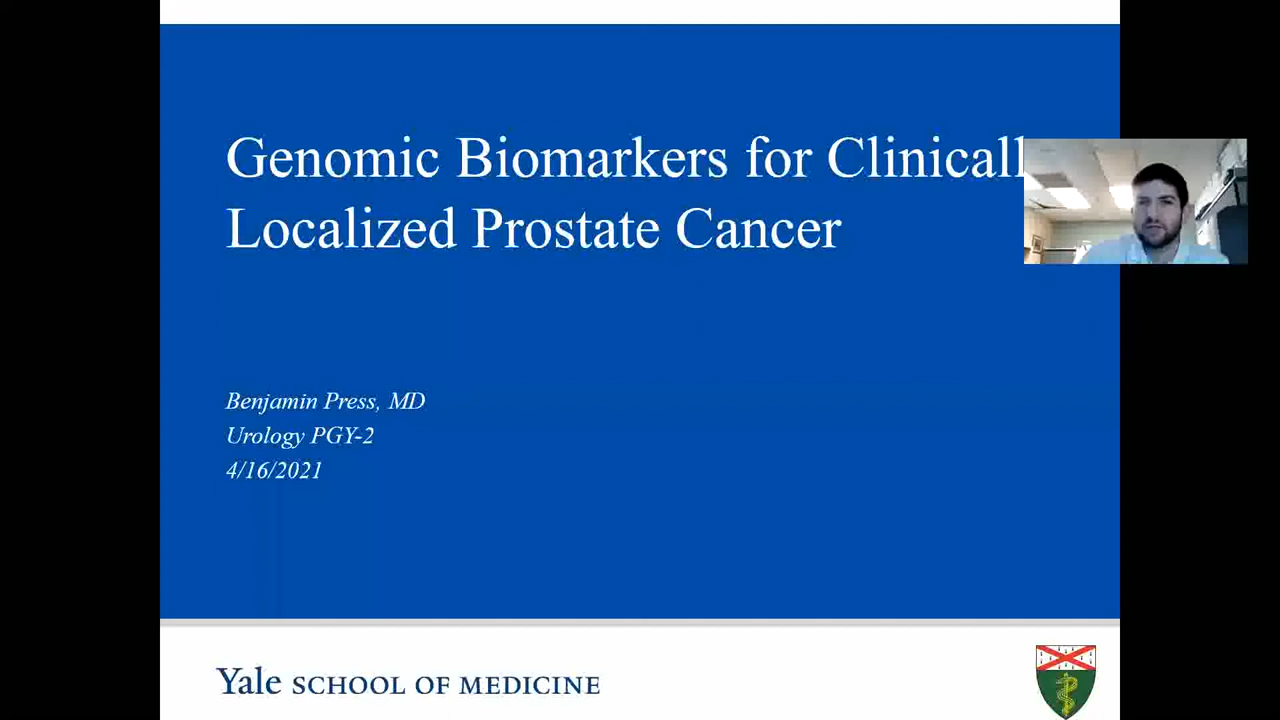 Genomic Biomarkers for Clinicall
Localized Prostate Cancer
Benjamin Press, MD
Urology PGY-2
4/16/2021
Yale SCHOOL OF MEDICINE